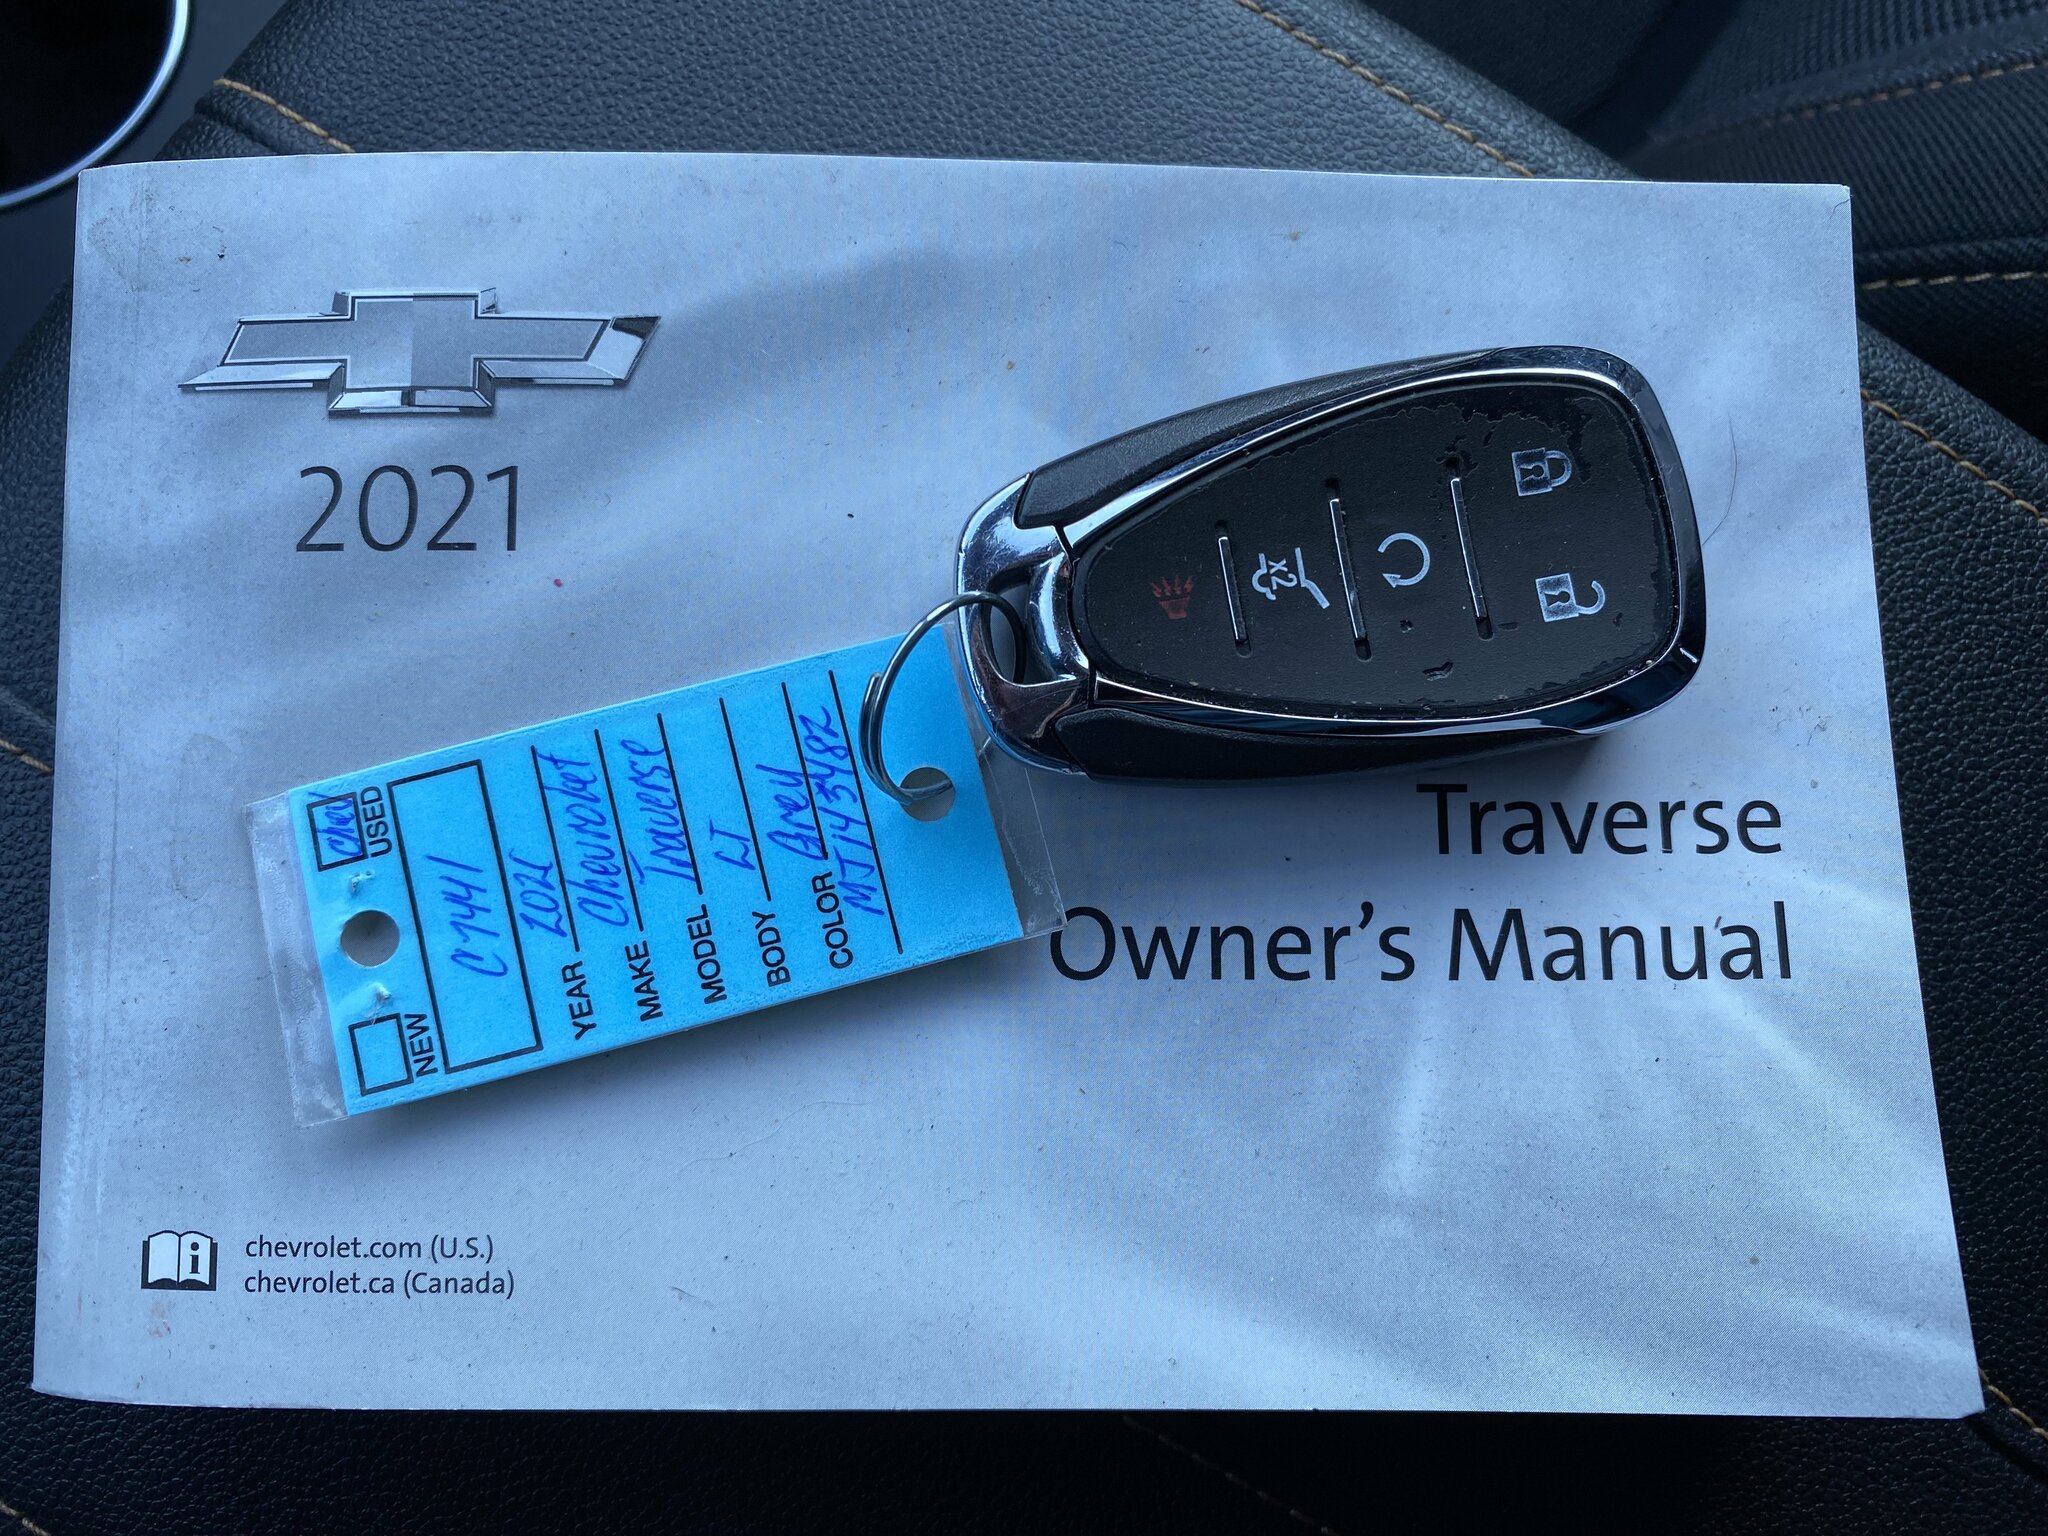 2021
Traverse
Owner's Manual
chevrolet.com (U.S.)
chevrolet.ca (Canada)
x2
USED
NEW
C7441
YEAR 2021
MAKE Chevrolet
MODEL Traverse
BODY LT
COLOR Grey
MJ143482
i